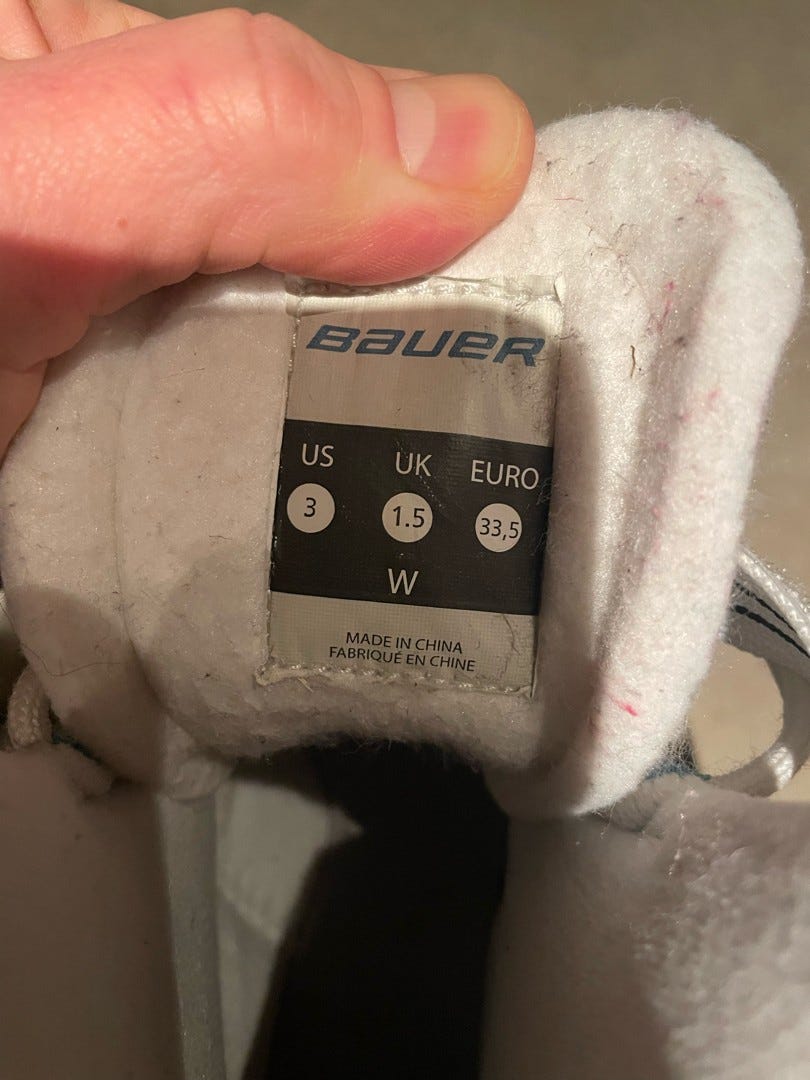 BAUER
US UK EURO
3 1.5 33,5
W
MADE IN CHINA
FABRIQUÉ EN CHINE